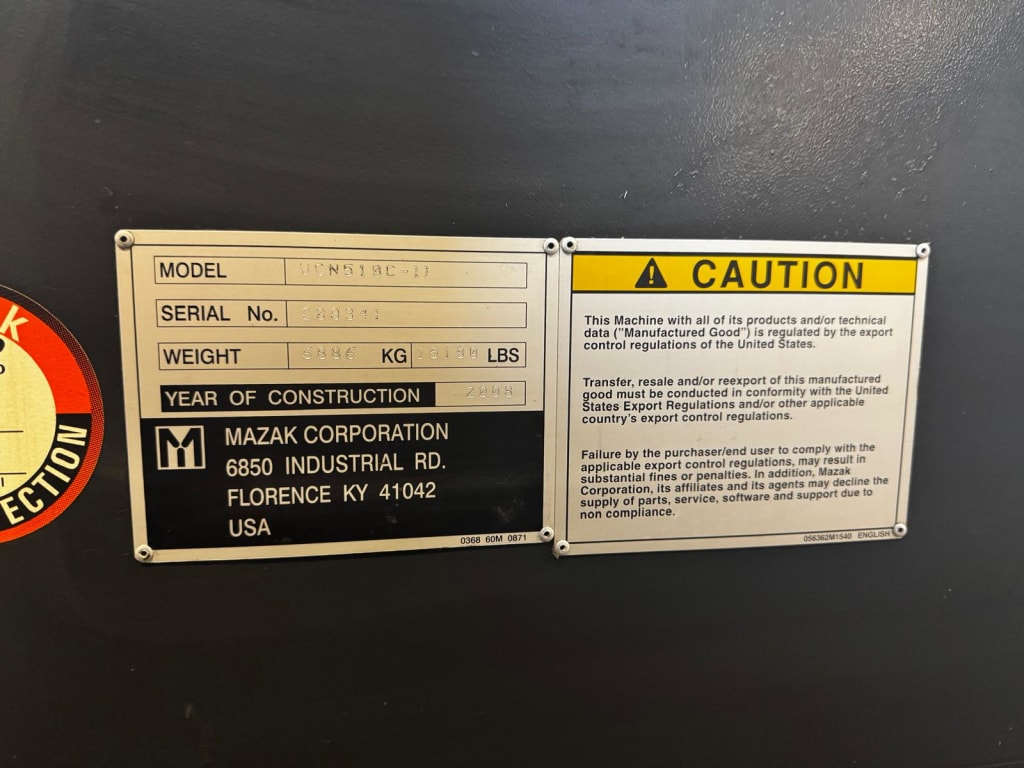 MODEL VCN510C-II
SERIAL No.
WEIGHT 6886 KG 15180 LBS
YEAR OF CONSTRUCTION 2008
MAZAK CORPORATION
6850 INDUSTRIAL RD.
FLORENCE KY 41042
USA
0368 60M 0871
CAUTION
This Machine with all of its products and/or technical
data ("Manufactured Good") is regulated by the export
control regulations of the United States.
Transfer, resale and/or reexport of this manufactured
good must be conducted in conformity with the United
States Export Regulations and/or other applicable
country's export control regulations.
Failure by the purchaser/end user to comply with the
applicable export control regulations, may result in
substantial fines or penalties. In addition, Mazak
Corporation, its affiliates and its agents may decline the
supply of parts, service, software and support due to
non compliance.
056362M1540 ENGLISH
K
ECTION